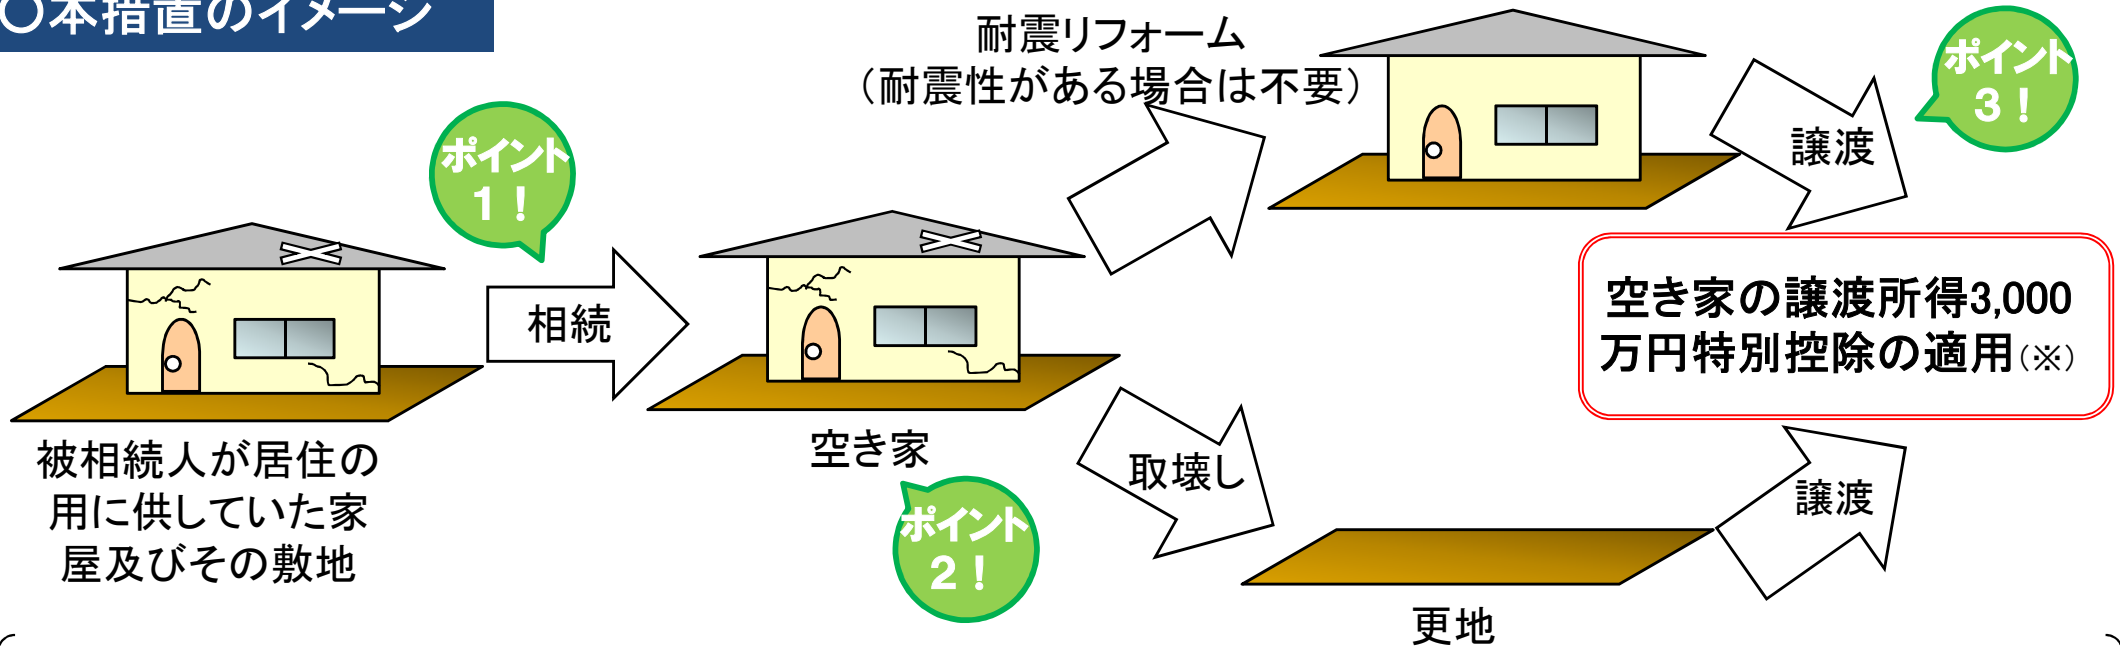 〇本措置のイメージ
耐震リフォーム
（耐震性がある場合は不要）
ポイント
3！
譲渡
ポイント
1！
相続
空き家の譲渡所得3,000
万円特別控除の適用(※)
被相続人が居住の
用に供していた家
屋及びその敷地
空き家
ポイント
2！
取壊し
譲渡
更地